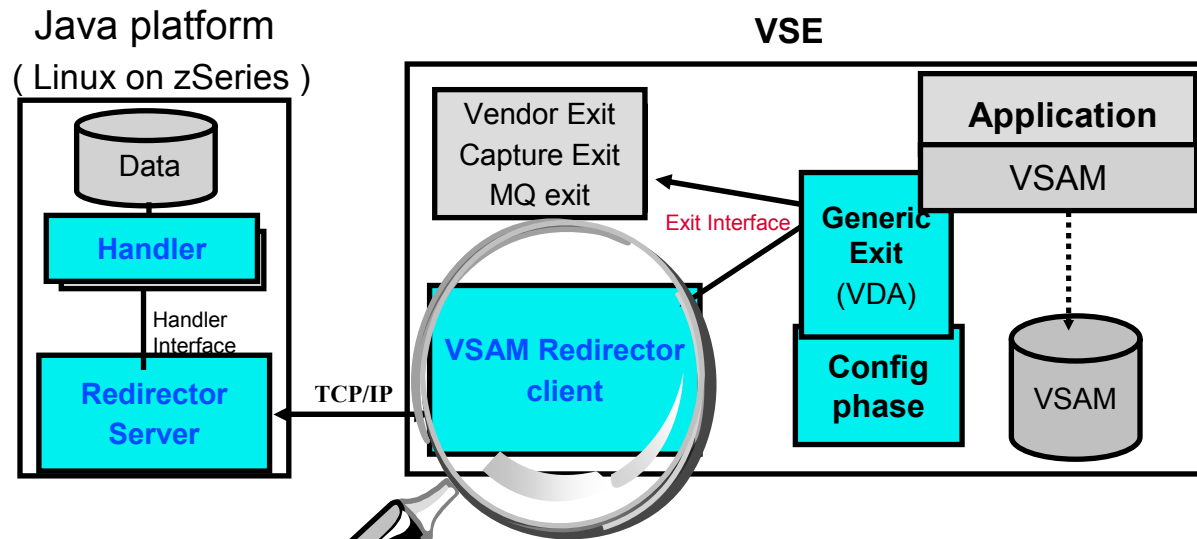 Java platform
( Linux on zSeries )
Data
Handler
Handler
Interface
Redirector
Server
TCP/IP
VSE
Vendor Exit
Capture Exit
MQ exit
Exit Interface
VSAM Redirector
client
Generic
Exit
(VDA)
Config
phase
Application
VSAM
VSAM